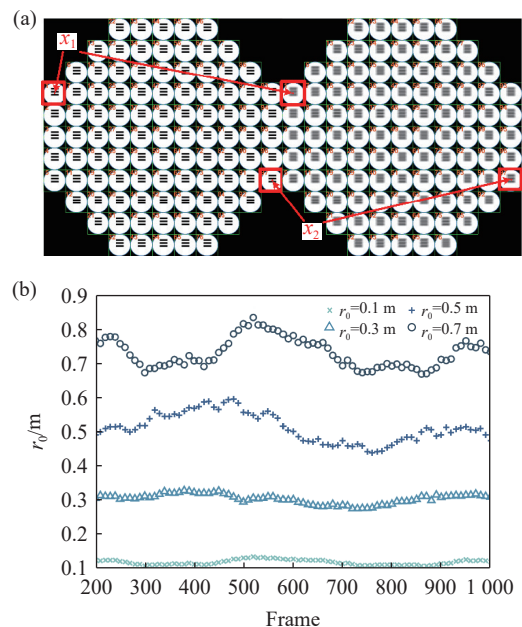 (a)
x₁
x₂
(b)
0.9
r₀=0.1 m r₀=0.5 m
r₀=0.3 m r₀=0.7 m
0.8
0.7
0.6
r₀/m
0.5
0.4
0.3
0.2
0.1
200 300 400 500 600 700 800 900 1 000
Frame